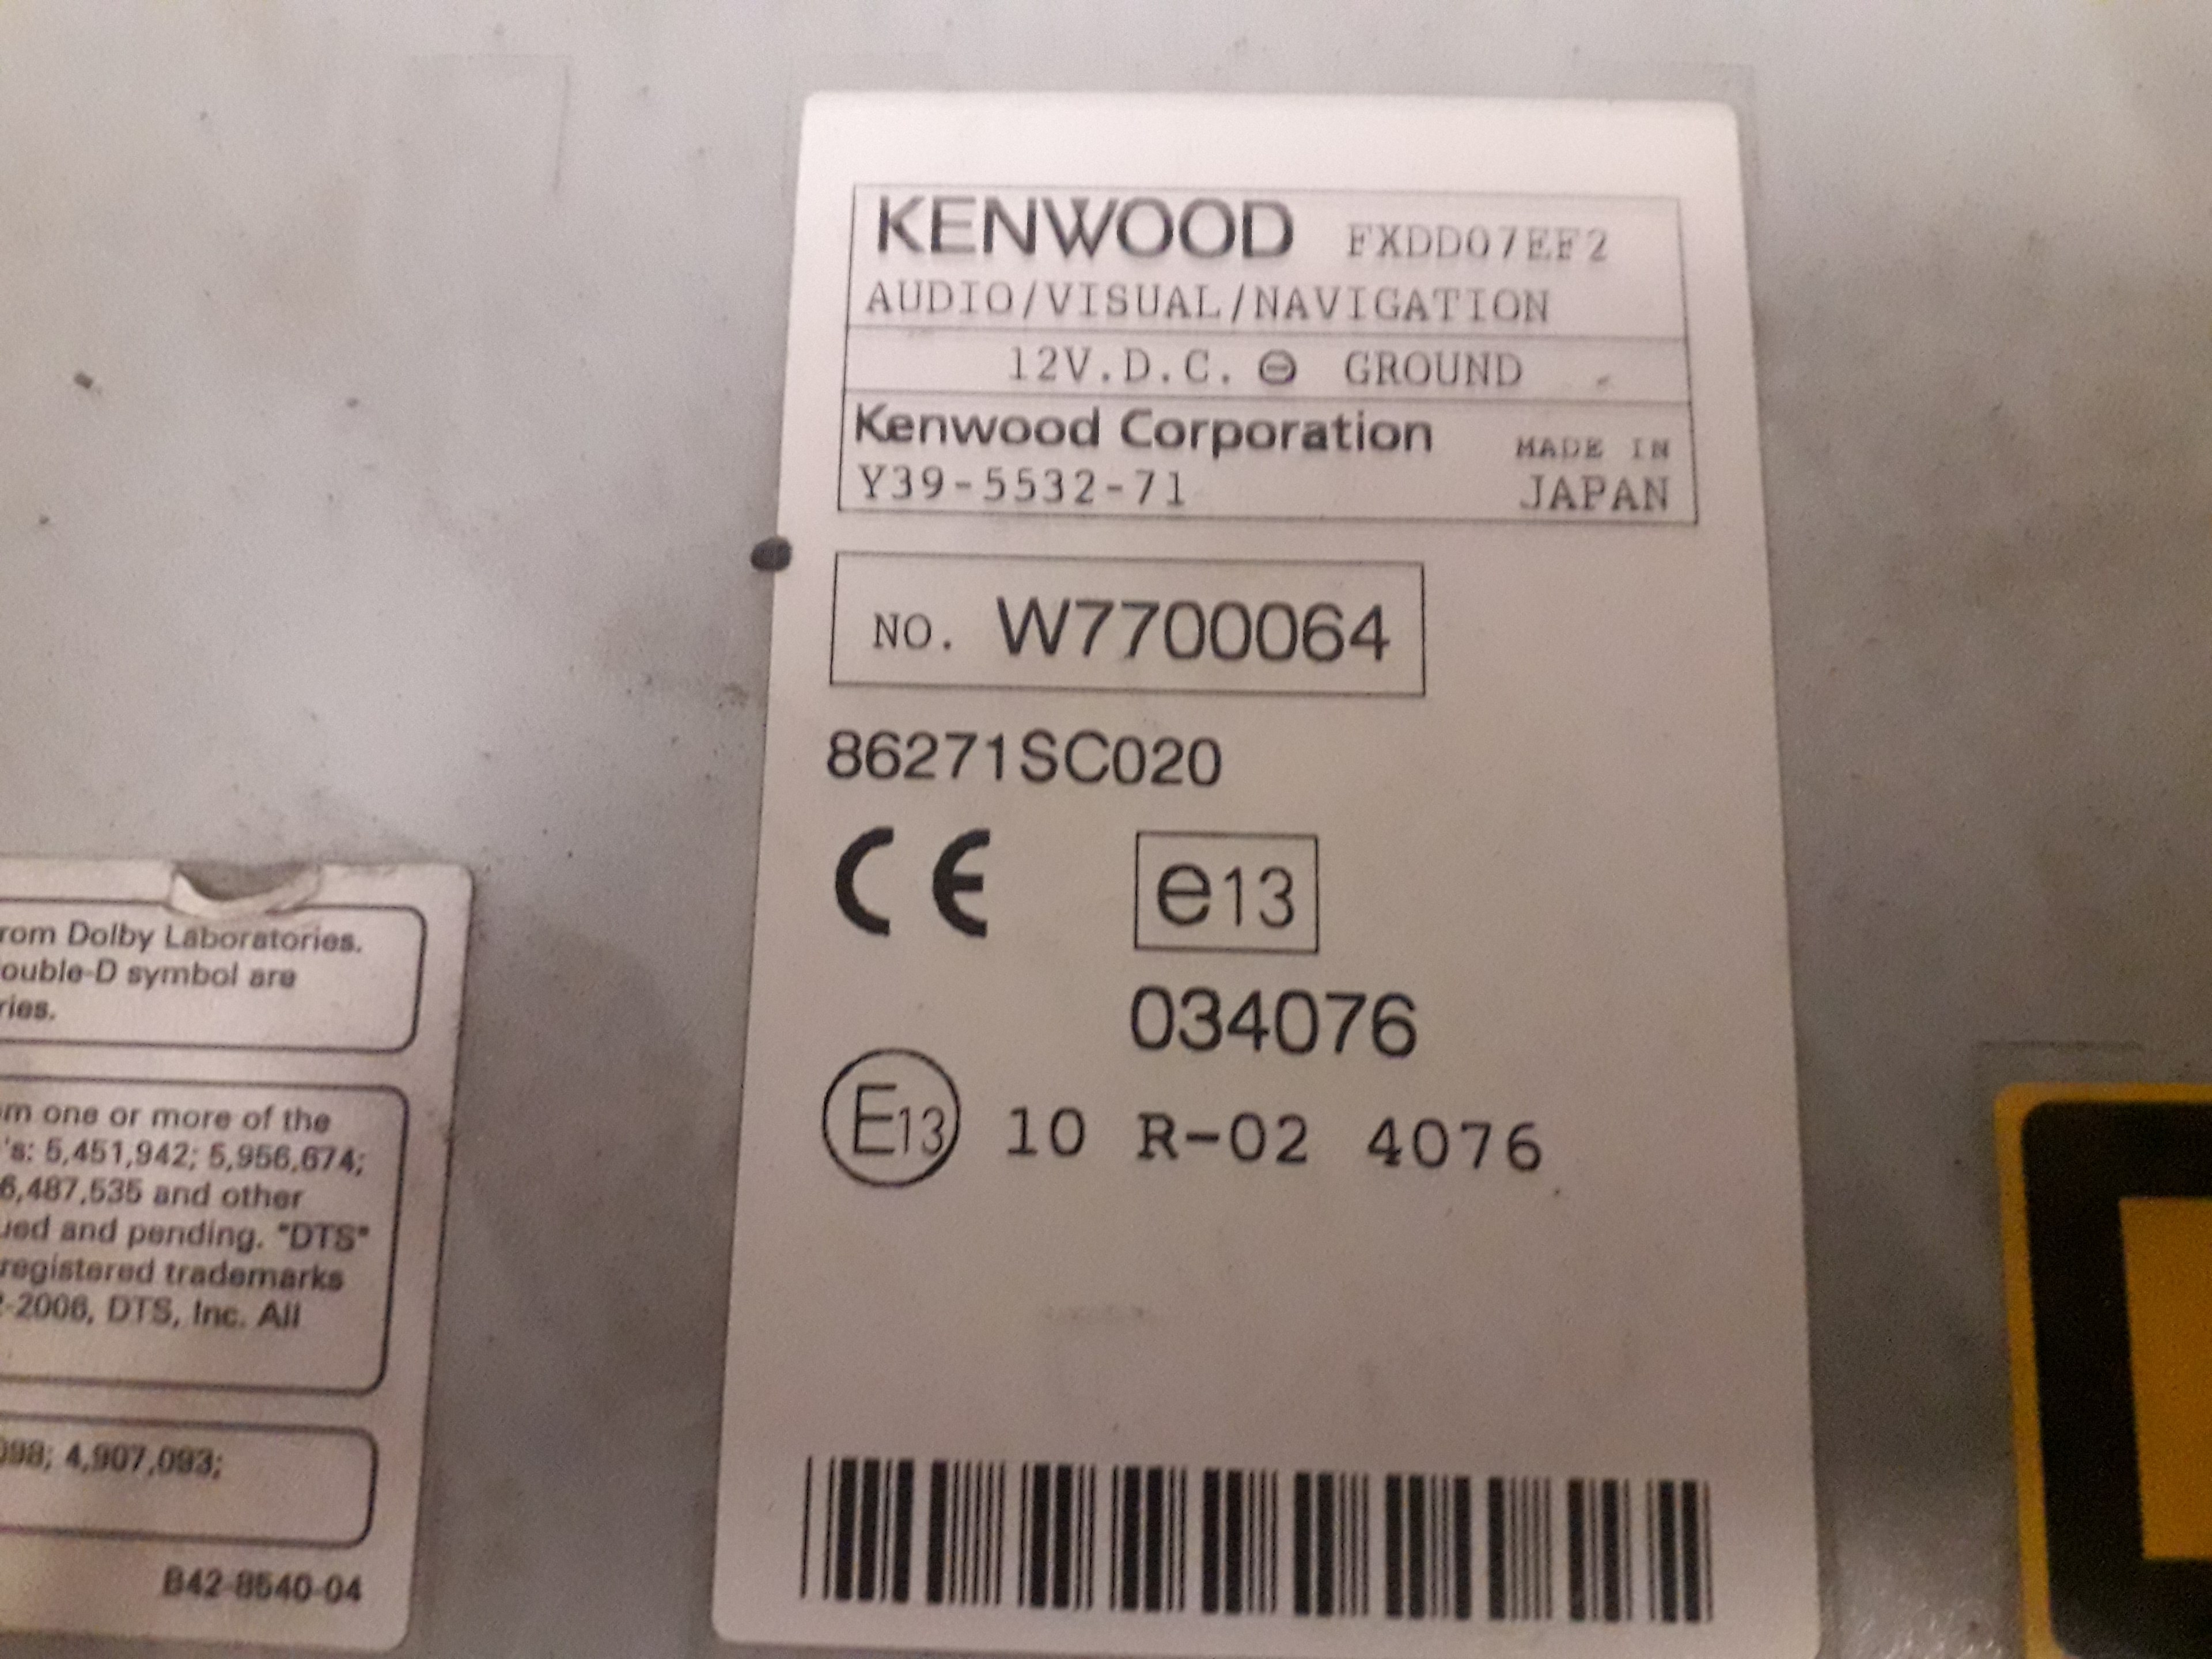 KENWOOD FXDD07EF2
AUDIO/VISUAL/NAVIGATION
12V.D.C. ⊖ GROUND
Kenwood Corporation MADE IN
Y39-5532-71 JAPAN
NO. W7700064
86271SC020
CE e13
034076
E13 10 R-02 4076
rom Dolby Laboratories.
ouble-D symbol are
ries.
m one or more of the
's: 5,451,942; 5,956,674;
6,487,535 and other
ued and pending. "DTS"
registered trademarks
-2006, DTS, Inc. All
098; 4,907,093;
B42-8540-04